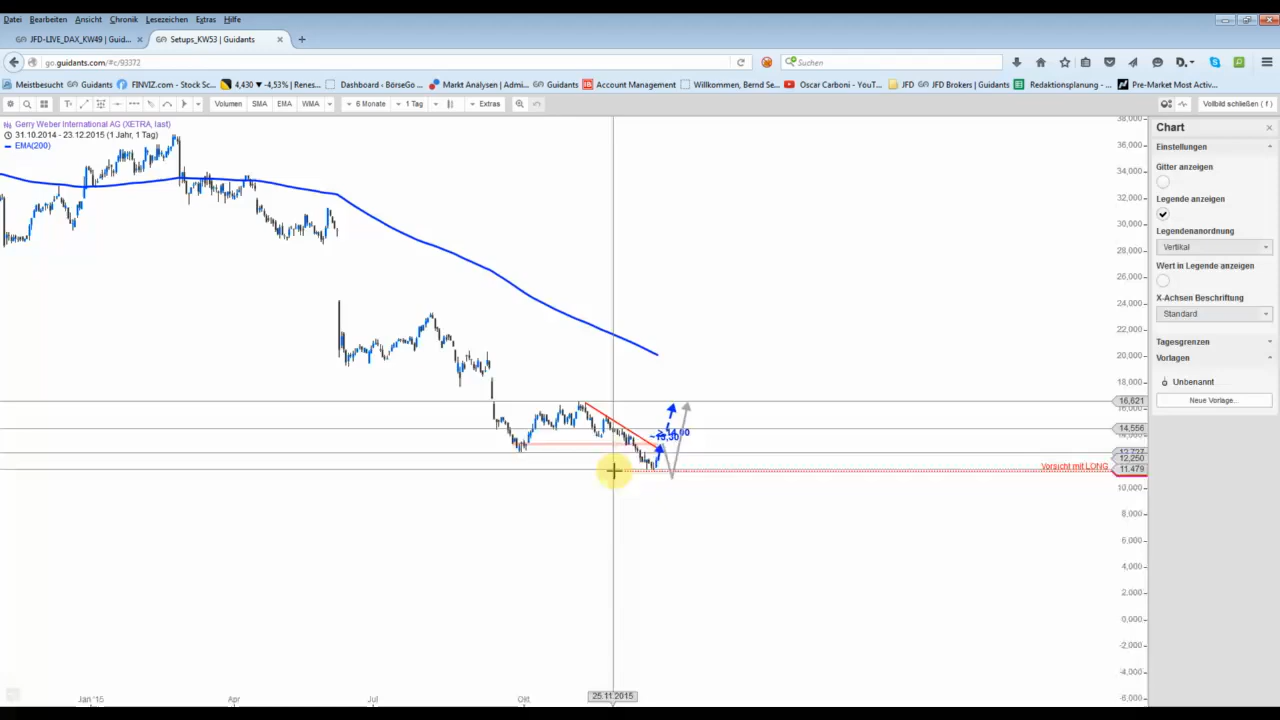 Datei Bearbeiten Ansicht Chronik Lesezeichen Extras Hilfe
JFD-LIVE_DAX_KW49 | Guid... Setups_KW53 | Guidants
go.guidants.com/#c/93372 Suchen
Meistbesucht Guidants FINVIZ.com - Stock Sc... 4,430 ▼ -4,53% | Renes... Dashboard - BörseGo ... Markt Analysen | Admi... Guidants Account Management Willkommen, Bernd Se... Oscar Carboni - YouT... JFD JFD Brokers | Guidants Redaktionsplanung - ... Pre-Market Most Activ...
Volumen SMA EMA WMA 6 Monate 1 Tag Extras Vollbild schließen ( f )
Gerry Weber International AG (XETRA, last)
31.10.2014 - 23.12.2015 (1 Jahr, 1 Tag)
EMA(200)
38,000
36,000
34,000
32,000
30,000
28,000
26,000
24,000
22,000
20,000
18,000
16,621
16,000
14,556
12,250
11,479
10,000
8,000
6,000
4,000
2,000
0,000
-2,000
-4,000
-6,000
Vorsicht mit LONG
Jan '15 Apr Jul Okt 25.11.2015
Chart
Einstellungen
Gitter anzeigen
Legende anzeigen
Legendenanordnung
Vertikal
Wert in Legende anzeigen
X-Achsen Beschriftung
Standard
Tagesgrenzen
Vorlagen
Unbenannt
Neue Vorlage...